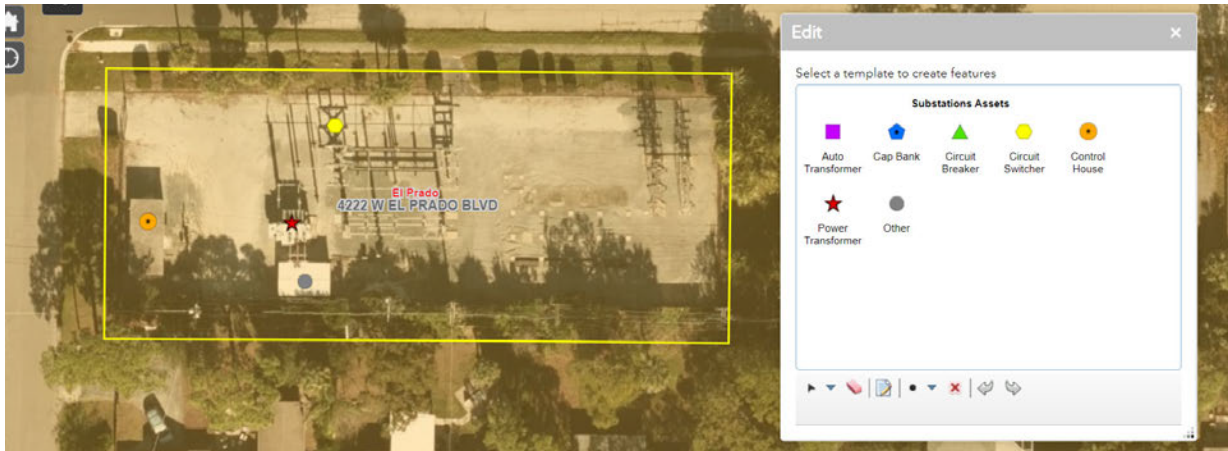 El Prado
4222 W EL PRADO BLVD
Edit
Select a template to create features
Substations Assets
Auto
Transformer
Cap Bank
Circuit
Breaker
Circuit
Switcher
Control
House
Power
Transformer
Other